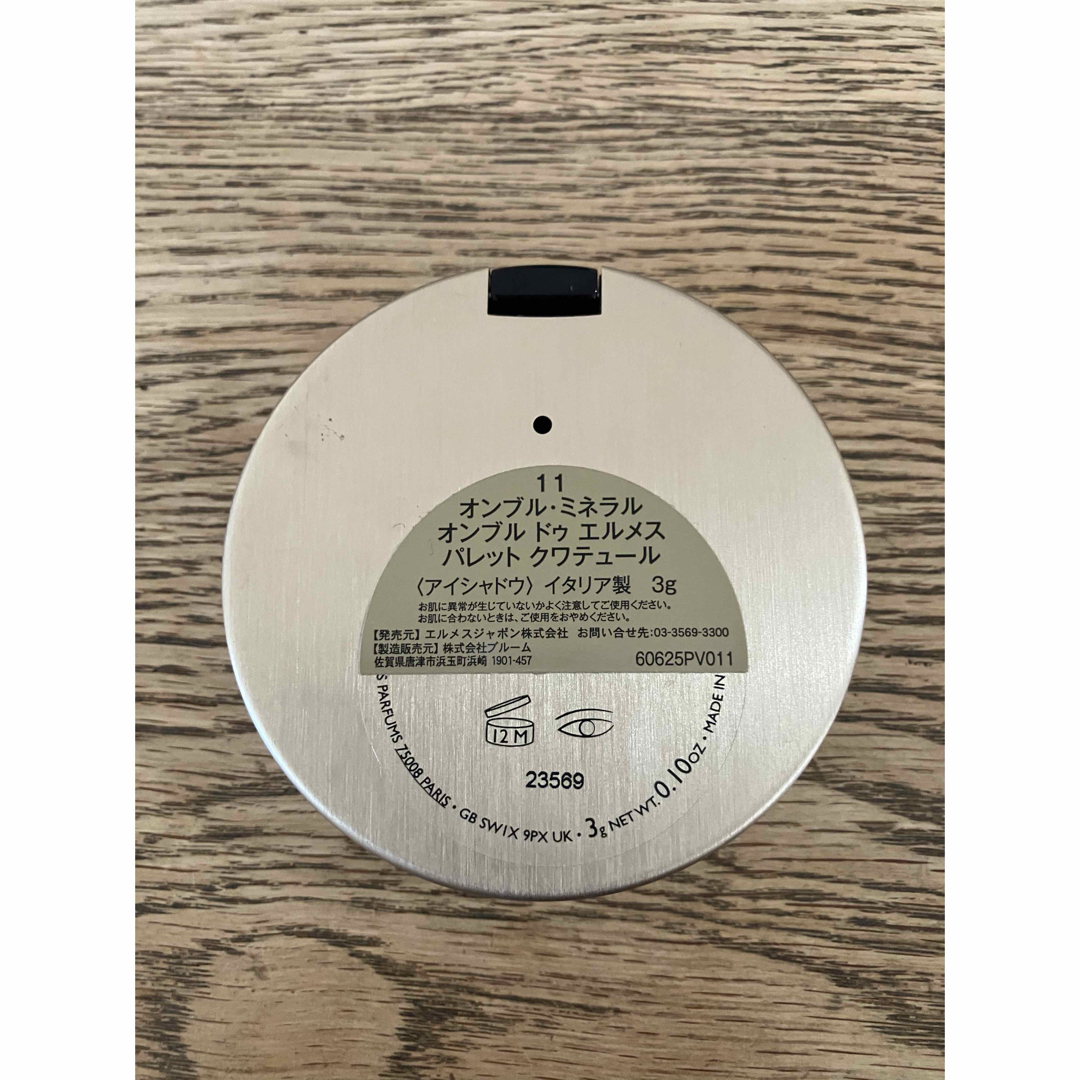 11
オンブル・ミネラル
オンブル ドゥ エルメス
パレット クワテュール
〈アイシャドウ〉 イタリア製 3g
お肌に異常が生じていないかよく注意してご使用ください。
お肌に合わないときは、ご使用をおやめください。
【発売元】エルメスジャポン株式会社 お問い合せ先:03-3569-3300
【製造販売元】株式会社ブルーム
佐賀県唐津市浜玉町浜崎 1901-457 60625PV011
12M
23569
S PARFUMS 75008 PARIS • GB SW1X 9PX UK • 3g NET WT. 0.10 OZ • MADE IN